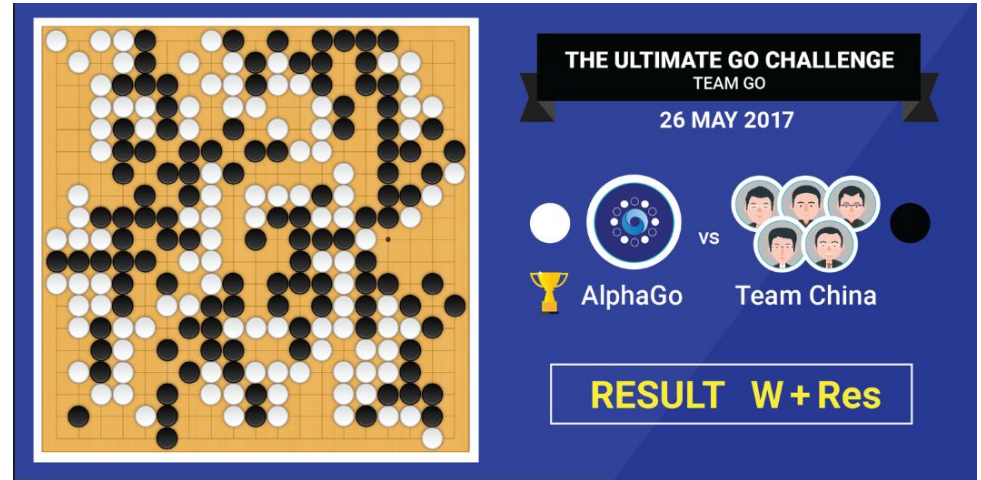 THE ULTIMATE GO CHALLENGE
TEAM GO
26 MAY 2017
vs
AlphaGo
Team China
RESULT W + Res